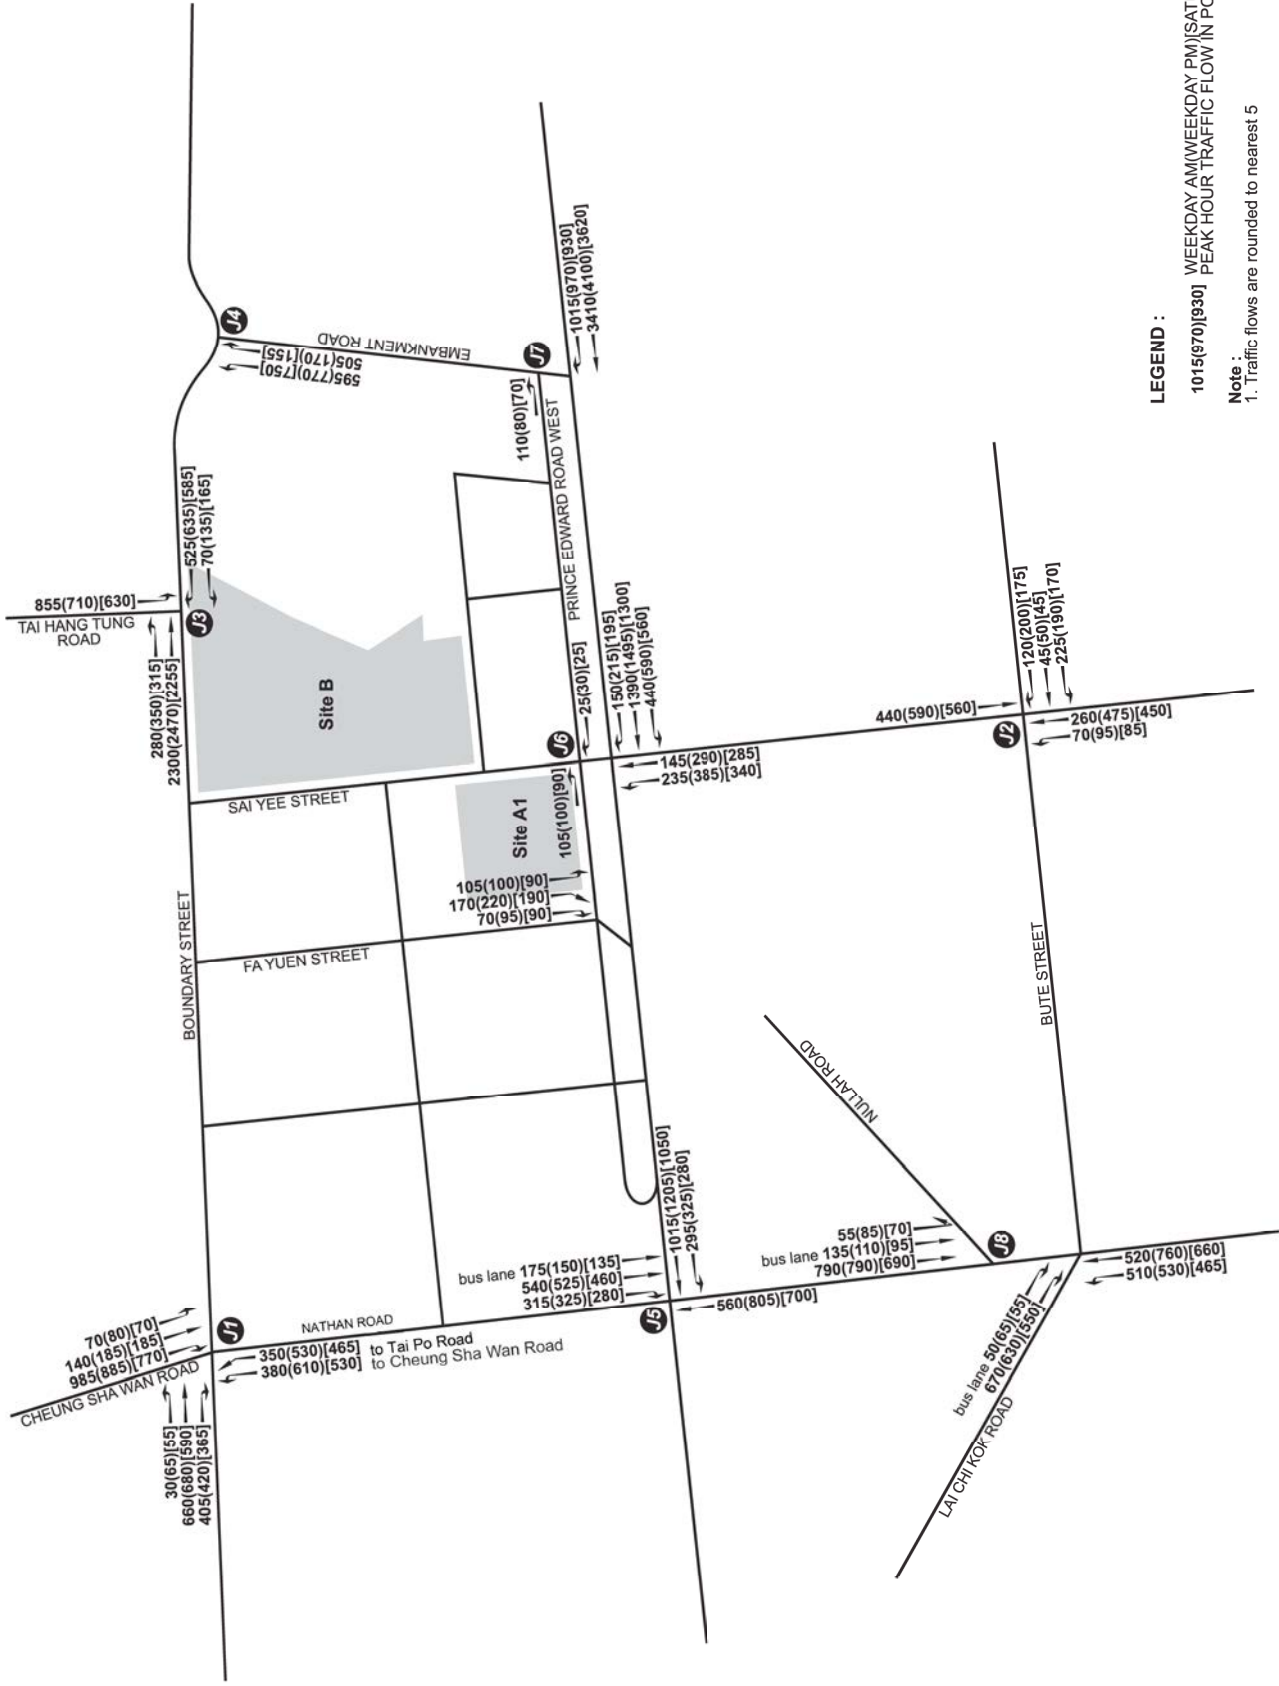 TAI HANG TUNG
ROAD
855(710)[630]
280(350)[315]
2300(2470)[2255]
525(635)[585]
70(135)[165]
J3
J4
505(170)[155]
595(770)[750]
EMBANKMENT ROAD
J7
110(80)[70]
1015(970)[930]
3410(4100)[3620]
PRINCE EDWARD ROAD WEST
Site B
BOUNDARY STREET
SAI YEE STREET
FA YUEN STREET
Site A1
J6
25(30)[25]
105(100)[90]
150(215)[195]
1390(1495)[1300]
440(590)[560]
105(100)[90]
170(220)[190]
70(95)[90]
145(290)[285]
235(385)[340]
70(80)[70]
140(185)[185]
985(885)[770]
CHEUNG SHA WAN ROAD
J1
30(65)[55]
660(680)[590]
405(420)[365]
NATHAN ROAD
350(530)[465] to Tai Po Road
380(610)[530] to Cheung Sha Wan Road
bus lane 175(150)[135]
540(525)[460]
315(325)[280]
J5
1015(1205)[1050]
295(325)[280]
560(805)[700]
440(590)[560]
J2
120(200)[175]
45(50)[45]
225(190)[170]
260(475)[450]
70(95)[85]
BUTE STREET
NULLAH ROAD
55(85)[70]
bus lane 135(110)[95]
790(790)[690]
J8
520(760)[660]
510(530)[465]
bus lane 50(65)[55]
670(630)[550]
LAI CHI KOK ROAD
LEGEND :
1015(970)[930] WEEKDAY AM(WEEKDAY PM)[SAT
PEAK HOUR TRAFFIC FLOW IN PC
Note :
1. Traffic flows are rounded to nearest 5